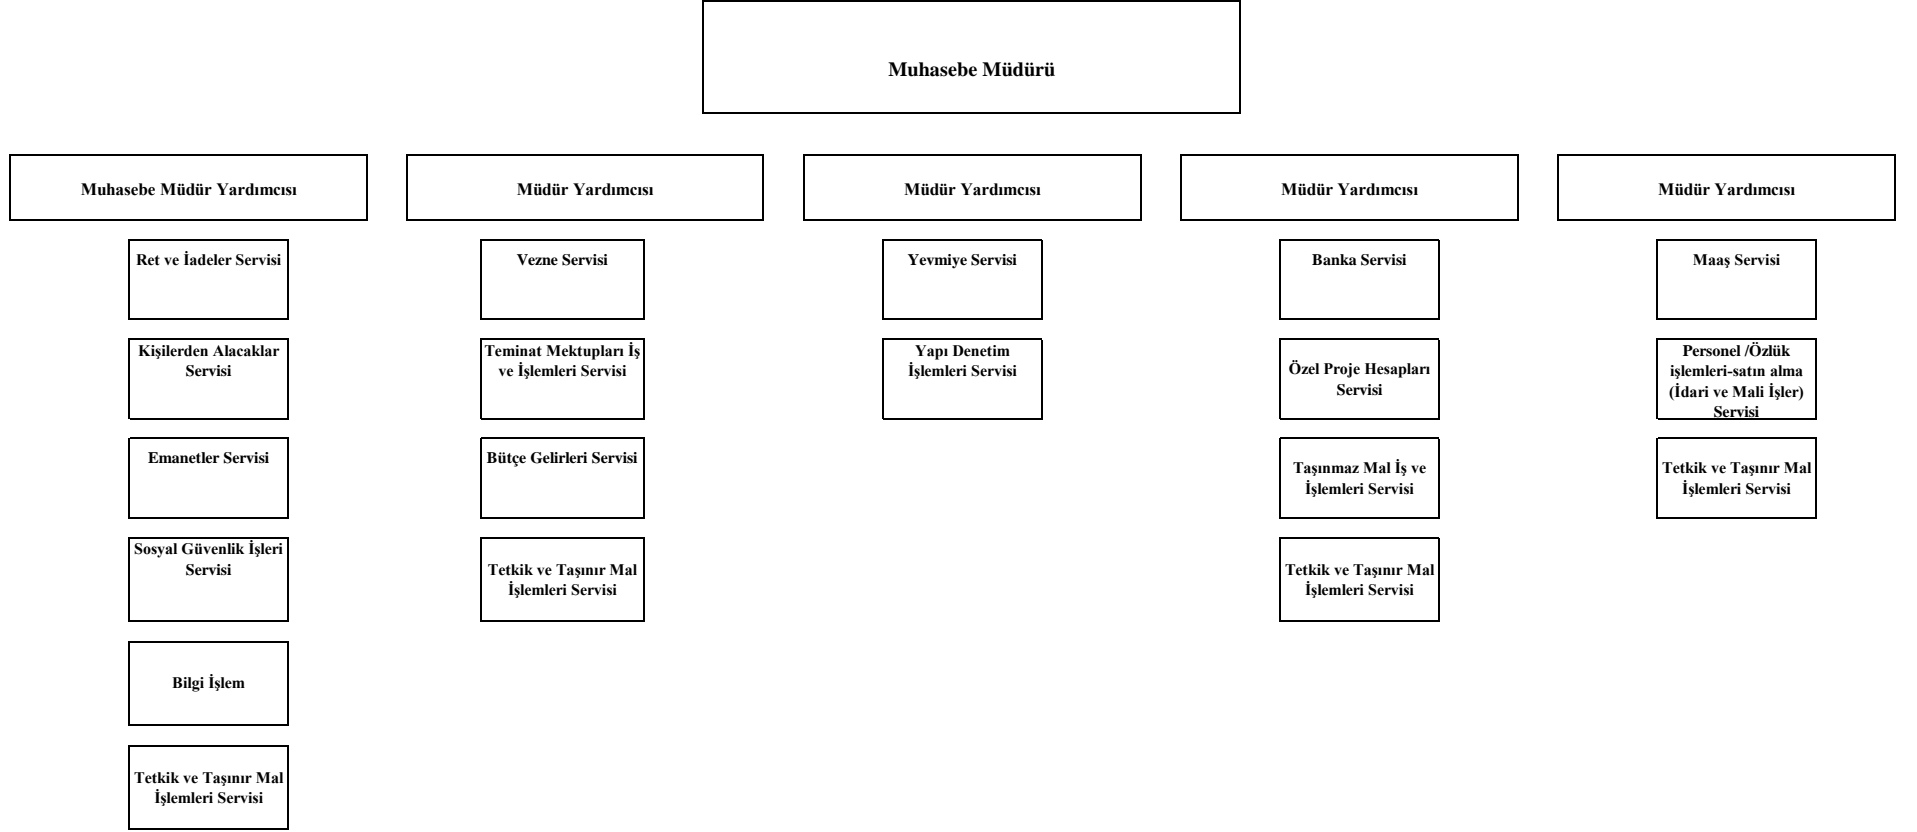 Muhasebe Müdürü
Muhasebe Müdür Yardımcısı
Müdür Yardımcısı
Müdür Yardımcısı
Müdür Yardımcısı
Müdür Yardımcısı
Ret ve İadeler Servisi
Vezne Servisi
Yevmiye Servisi
Banka Servisi
Maaş Servisi
Kişilerden Alacaklar
Servisi
Teminat Mektupları İş
ve İşlemleri Servisi
Yapı Denetim
İşlemleri Servisi
Özel Proje Hesapları
Servisi
Personel /Özlük
işlemleri-satın alma
(İdari ve Mali İşler)
Servisi
Emanetler Servisi
Bütçe Gelirleri Servisi
Taşınmaz Mal İş ve
İşlemleri Servisi
Tetkik ve Taşınır Mal
İşlemleri Servisi
Sosyal Güvenlik İşleri
Servisi
Tetkik ve Taşınır Mal
İşlemleri Servisi
Tetkik ve Taşınır Mal
İşlemleri Servisi
Bilgi İşlem
Tetkik ve Taşınır Mal
İşlemleri Servisi